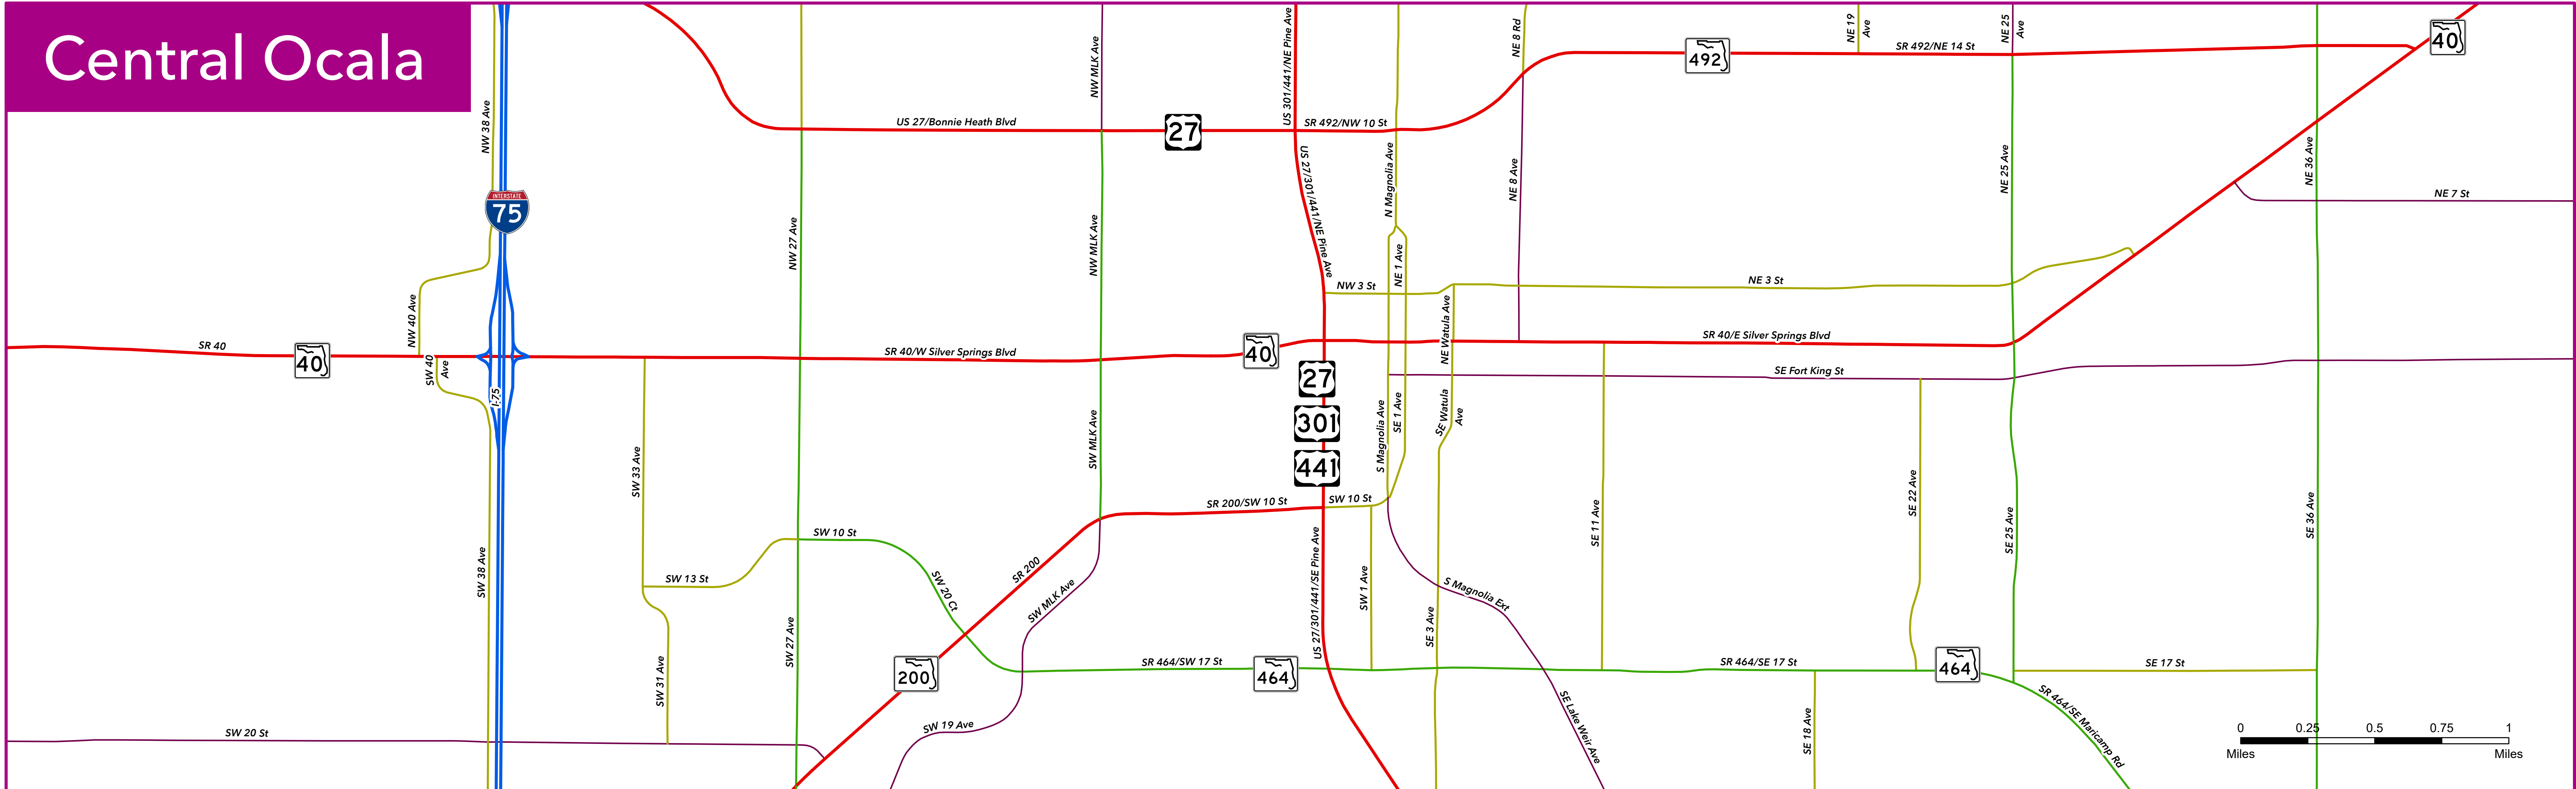 Central Ocala
NW 38 Ave
INTERSTATE
75
NW 40 Ave
SR 40
40
SW 40
Ave
I-75
SW 38 Ave
SW 20 St
SW 33 Ave
SW 13 St
SW 31 Ave
NW 27 Ave
SW 27 Ave
US 27/Bonnie Heath Blvd
27
NW MLK Ave
NW MLK Ave
SW MLK Ave
SW MLK Ave
SR 40/W Silver Springs Blvd
40
SW 10 St
SW 20 Ct
SR 200
200
SW 19 Ave
SR 200/SW 10 St
SR 464/SW 17 St
464
US 301/441/NE Pine Ave
SR 492/NW 10 St
US 27/301/441/NE Pine Ave
27
301
441
US 27/301/441/SE Pine Ave
NW 3 St
N Magnolia Ave
NE 1 Ave
S Magnolia Ave
SE 1 Ave
SW 10 St
SW 1 Ave
NE Watula Ave
SE Watula
Ave
SE 3 Ave
S Magnolia Ext
SE Lake Weir Ave
NE 8 Rd
NE 8 Ave
492
SR 492/NE 14 St
NE 19
Ave
NE 25
Ave
40
NE 25 Ave
NE 36 Ave
NE 7 St
NE 3 St
SR 40/E Silver Springs Blvd
SE Fort King St
SE 11 Ave
SE 22 Ave
SE 25 Ave
SE 36 Ave
SR 464/SE 17 St
464
SE 17 St
SE 18 Ave
SR 464/SE Maricamp Rd
0 0.25 0.5 0.75 1
Miles Miles